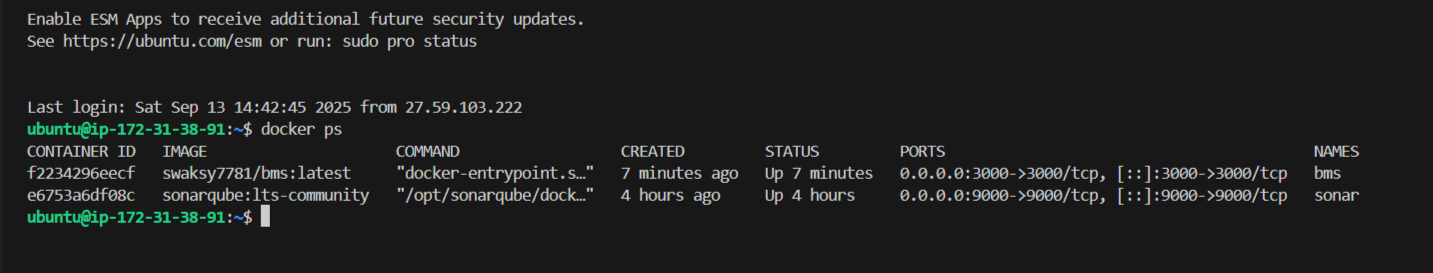 Enable ESM Apps to receive additional future security updates.
See https://ubuntu.com/esm or run: sudo pro status
Last login: Sat Sep 13 14:42:45 2025 from 27.59.103.222
ubuntu@ip-172-31-38-91:~$ docker ps
CONTAINER ID   IMAGE                      COMMAND                  CREATED         STATUS         PORTS                                         NAMES
f2234296eecf   swaksy7781/bms:latest      "docker-entrypoint.s…"   7 minutes ago   Up 7 minutes   0.0.0.0:3000->3000/tcp, [::]:3000->3000/tcp   bms
e6753a6df08c   sonarqube:lts-community    "/opt/sonarqube/dock…"   4 hours ago     Up 4 hours     0.0.0.0:9000->9000/tcp, [::]:9000->9000/tcp   sonar
ubuntu@ip-172-31-38-91:~$